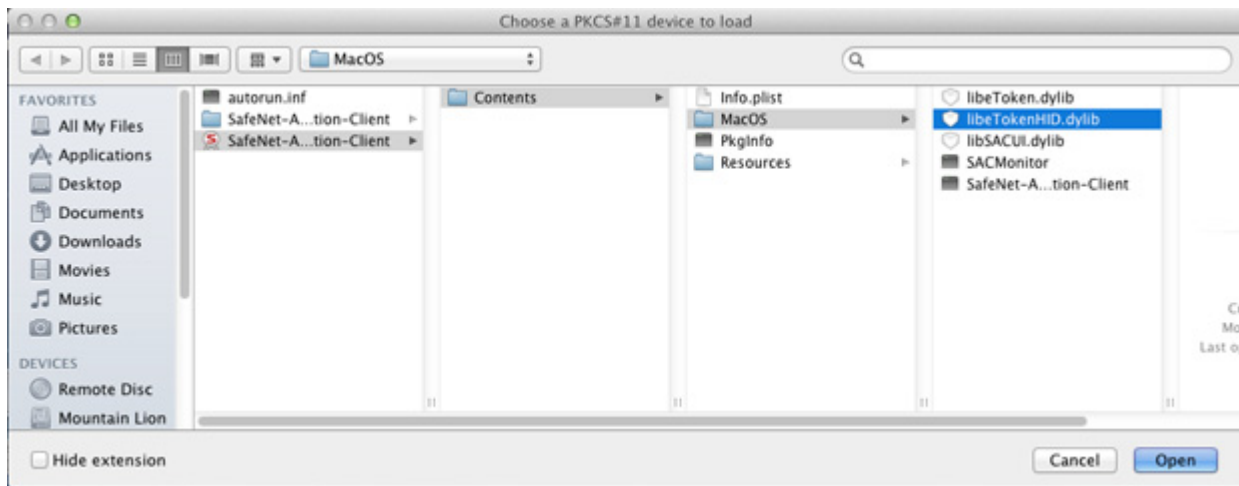 Choose a PKCS#11 device to load
MacOS
FAVORITES
All My Files
Applications
Desktop
Documents
Downloads
Movies
Music
Pictures
DEVICES
Remote Disc
Mountain Lion
autorun.inf
SafeNet-A...tion-Client
SafeNet-A...tion-Client
Contents
Info.plist
MacOS
PkgInfo
Resources
libeToken.dylib
libeTokenHID.dylib
libSACUI.dylib
SACMonitor
SafeNet-A...tion-Client
Last
Hide extension
Cancel
Open